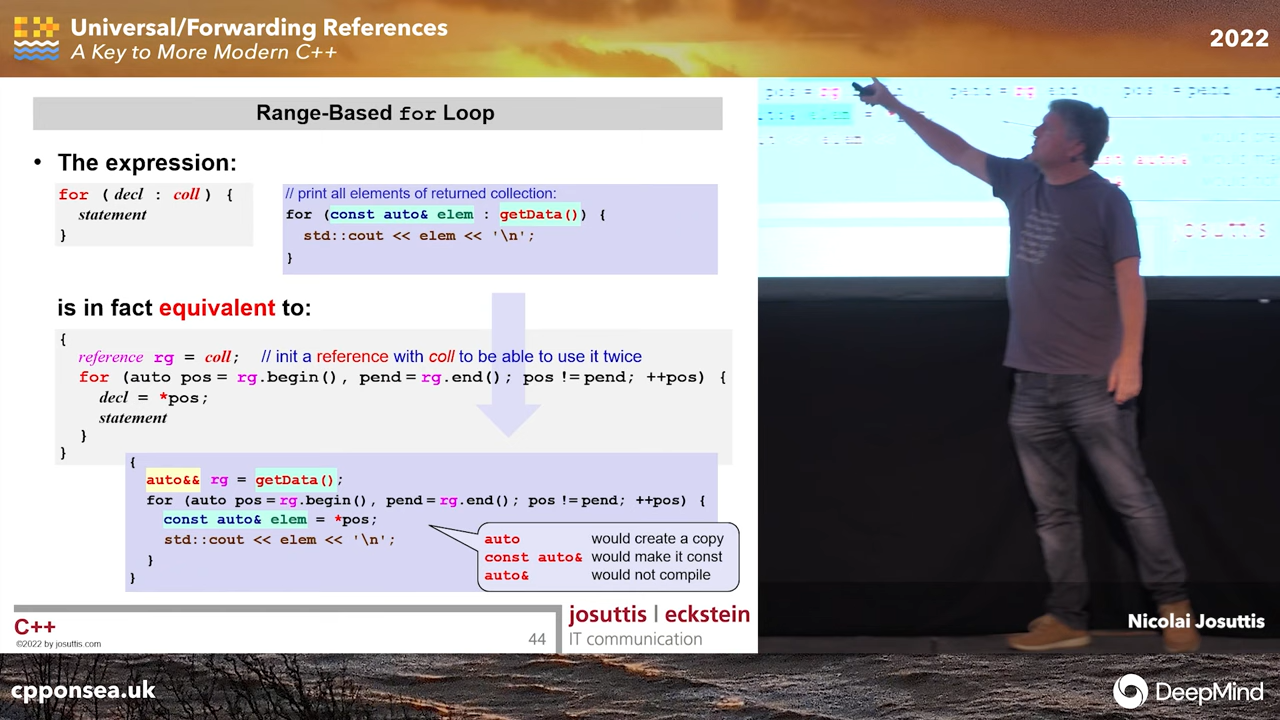 Universal/Forwarding References
A Key to More Modern C++
2022
Range-Based for Loop
• The expression:
for ( decl : coll ) {
statement
}
// print all elements of returned collection:
for (const auto& elem : getData()) {
std::cout << elem << '\n';
}
is in fact equivalent to:
{
reference rg = coll; // init a reference with coll to be able to use it twice
for (auto pos = rg.begin(), pend = rg.end(); pos != pend; ++pos) {
decl = *pos;
statement
}
}
{
auto&& rg = getData();
for (auto pos = rg.begin(), pend = rg.end(); pos != pend; ++pos) {
const auto& elem = *pos;
std::cout << elem << '\n';
}
}
auto would create a copy
const auto& would make it const
auto& would not compile
C++
©2022 by josuttis.com
44
josuttis | eckstein
IT communication
josuttis
Nicolai Josuttis
cpponsea.uk
DeepMind